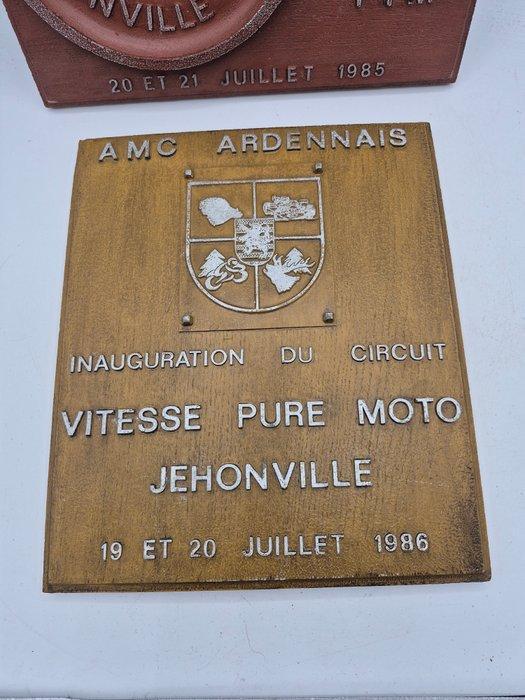 NVILLE
20 ET 21 JUILLET 1985
AMC ARDENNAIS
INAUGURATION DU CIRCUIT
VITESSE PURE MOTO
JEHONVILLE
19 ET 20 JUILLET 1986